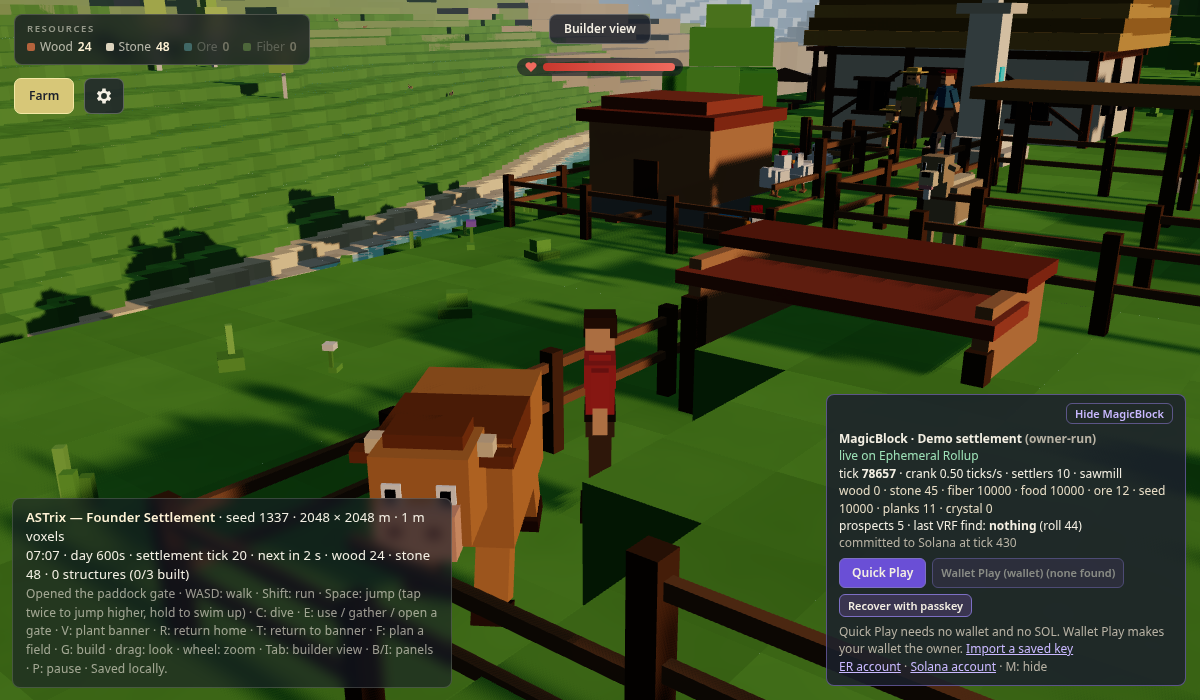 RESOURCES
Wood 24 Stone 48 Ore 0 Fiber 0
Builder view
Farm
Hide MagicBlock
MagicBlock · Demo settlement (owner-run)
live on Ephemeral Rollup
tick 78657 · crank 0.50 ticks/s · settlers 10 · sawmill
wood 0 · stone 45 · fiber 10000 · food 10000 · ore 12 · seed
10000 · planks 11 · crystal 0
prospects 5 · last VRF find: nothing (roll 44)
committed to Solana at tick 430
Quick Play Wallet Play (wallet) (none found)
Recover with passkey
Quick Play needs no wallet and no SOL. Wallet Play makes
your wallet the owner. Import a saved key
ER account · Solana account · M: hide
ASTrix — Founder Settlement · seed 1337 · 2048 × 2048 m · 1 m
voxels
07:07 · day 600s · settlement tick 20 · next in 2 s · wood 24 · stone
48 · 0 structures (0/3 built)
Opened the paddock gate · WASD: walk · Shift: run · Space: jump (tap
twice to jump higher, hold to swim up) · C: dive · E: use / gather / open a
gate · V: plant banner · R: return home · T: return to banner · F: plan a
field · G: build · drag: look · wheel: zoom · Tab: builder view · B/I: panels
· P: pause · Saved locally.